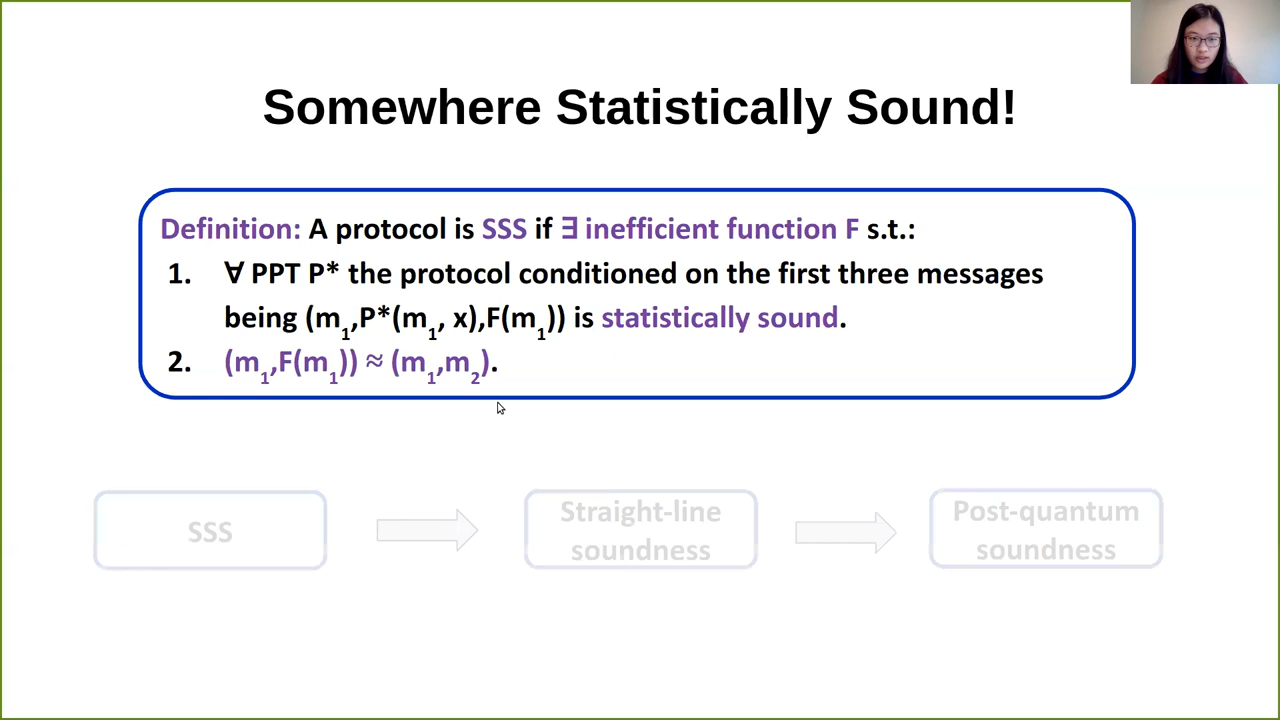 Somewhere Statistically Sound!
Definition: A protocol is SSS if ∃ inefficient function F s.t.:
1. ∀ PPT P* the protocol conditioned on the first three messages
being (m₁,P*(m₁, x),F(m₁)) is statistically sound.
2. (m₁,F(m₁)) ≈ (m₁,m₂).
SSS
Straight-line
soundness
Post-quantum
soundness